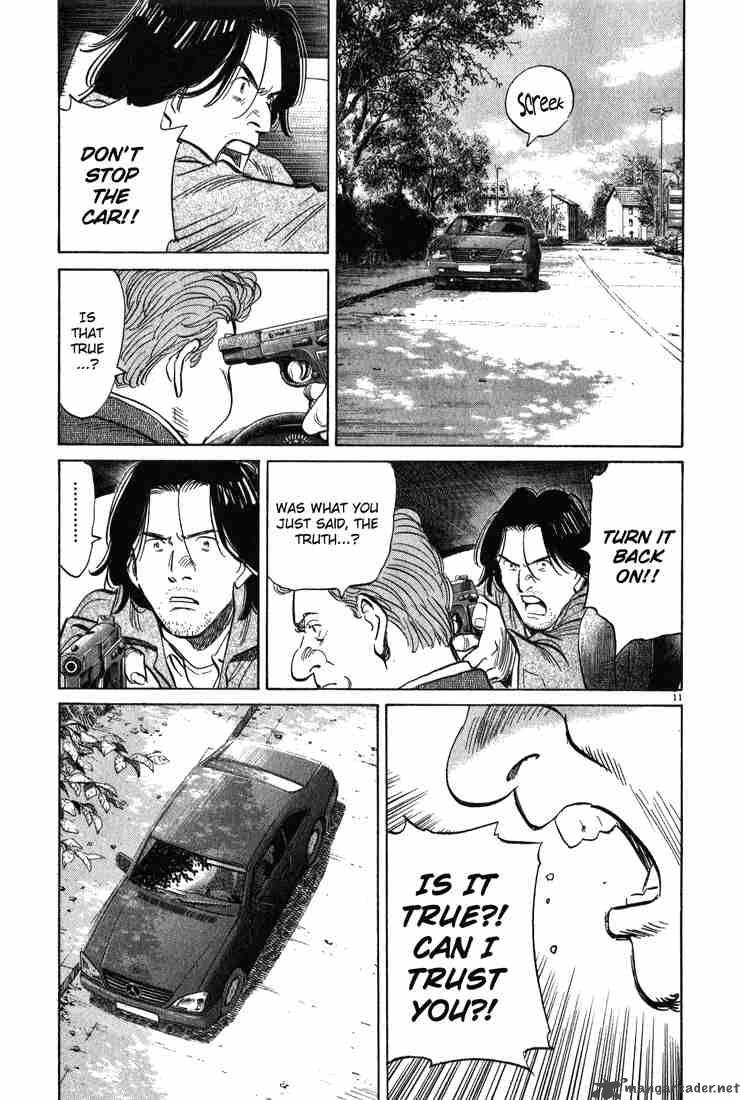 SCREEK
DON'T
STOP
THE
CAR!!
IS
THAT
TRUE
...?
TURN IT
BACK
ON!!
WAS WHAT YOU
JUST SAID, THE
TRUTH...?
.........
11
IS IT
TRUE?!
CAN I
TRUST
YOU?!
mangareader.net